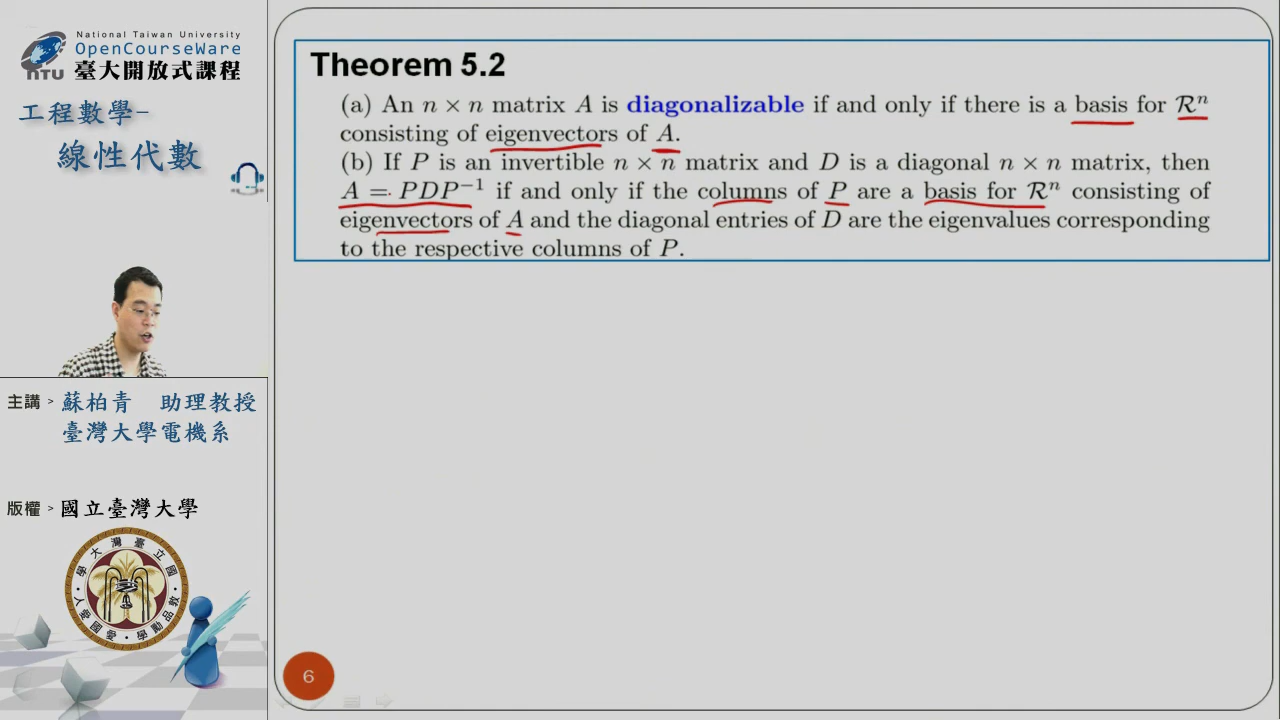 National Taiwan University
OpenCourseWare
NTU 臺大開放式課程
工程數學-
線性代數
主講 > 蘇柏青 助理教授
臺灣大學電機系
版權 > 國立臺灣大學
Theorem 5.2
(a) An n × n matrix A is diagonalizable if and only if there is a basis for ℛⁿ
consisting of eigenvectors of A.
(b) If P is an invertible n × n matrix and D is a diagonal n × n matrix, then
A = PDP⁻¹ if and only if the columns of P are a basis for ℛⁿ consisting of
eigenvectors of A and the diagonal entries of D are the eigenvalues corresponding
to the respective columns of P.
6